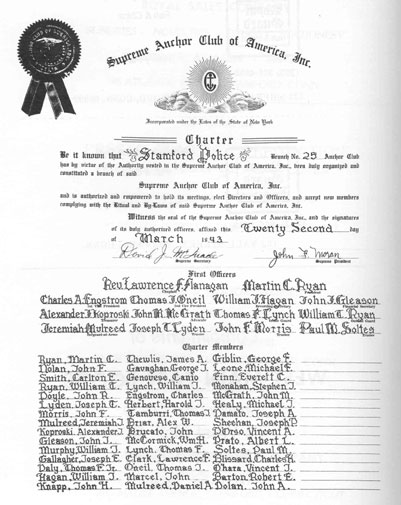 Supreme Anchor Club of America, Inc.
Incorporated under the Laws of the State of New York
Charter
Be it known that Stamford Police Branch No. 25 Anchor Club
has by virtue of the Authority vested in the Supreme Anchor Club of America, Inc., been duly organized and
constituted a branch of said
Supreme Anchor Club of America, Inc.
and is authorized and empowered to hold its meetings, elect Directors and Officers, and accept new members
complying with the Ritual and By-Laws of said Supreme Anchor Club of America, Inc.
Witness the seal of the Supreme Anchor Club of America, Inc. and the signatures
of its duly authorized officers, affixed this Twenty Second day
of March 1943
John F. Moran
Supreme Secretary Supreme President
First Officers
Rev. Lawrence F. Flanagan Martin C. Ryan
Charles A. Engstrom Thomas J. Oneil William J. Hagan John J. Gleason
Alexander J. Koproski John M. McGrath Thomas F. Lynch William C. Ryan
Jeremiah Mulreed Joseph T. Lyden John F. Morris Paul M. Soltes
Charter Members
Ryan, Martin C. Thewlis, James A. Giblin, George F.
Nolan, John F. Gavaghan, George J. Leone, Michael E.
Smith, Carlton E. Genovese, Canio Finn, Everett C.
Ryan, William C. Lynch, William J. Monahan, Stephen J.
Doyle, John R. Engstrom, Charles McGrath, John M.
Lyden, Joseph T. Herbert, Harold J. Healy, Michael J.
Morris, John F. Tamburri, Thomas J. Damato, Joseph A.
Mulreed, Jeremiah J. Briar, Alex W. Sheehan, Joseph P.
Koproski, Alexander J. Brycato, John DiOrso, Vincent A.
Gleason, John J. McCormick, Wm H. Prato, Albert L.
Murphy, William J. Lynch, Thomas F. Soltes, Paul M.
Gallagher, Joseph E. Clark, Lawrence F. Blissard, Charles A.
Daly, Thomas F. Jr. Oneil, Thomas J. Ohara, Vincent J.
Hagan, William J. Marcel, John Barton, Robert E.
Knapp, John H. Mulreed, Daniel A. Dolan, John A.